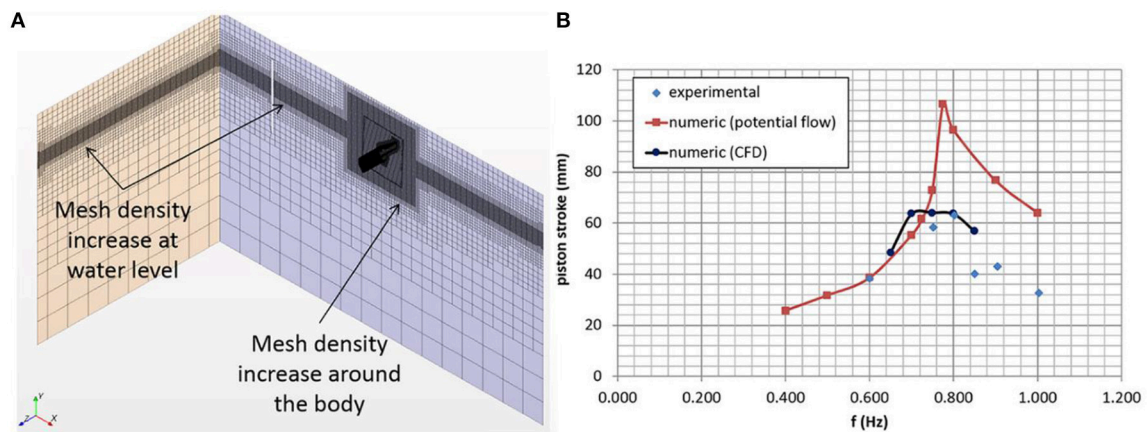 A
Mesh density
increase at
water level
Mesh density
increase around
the body
Y
Z
X
B
120
100
80
60
40
20
0
piston stroke (mm)
experimental
numeric (potential flow)
numeric (CFD)
0.000
0.200
0.400
0.600
0.800
1.000
1.200
f (Hz)